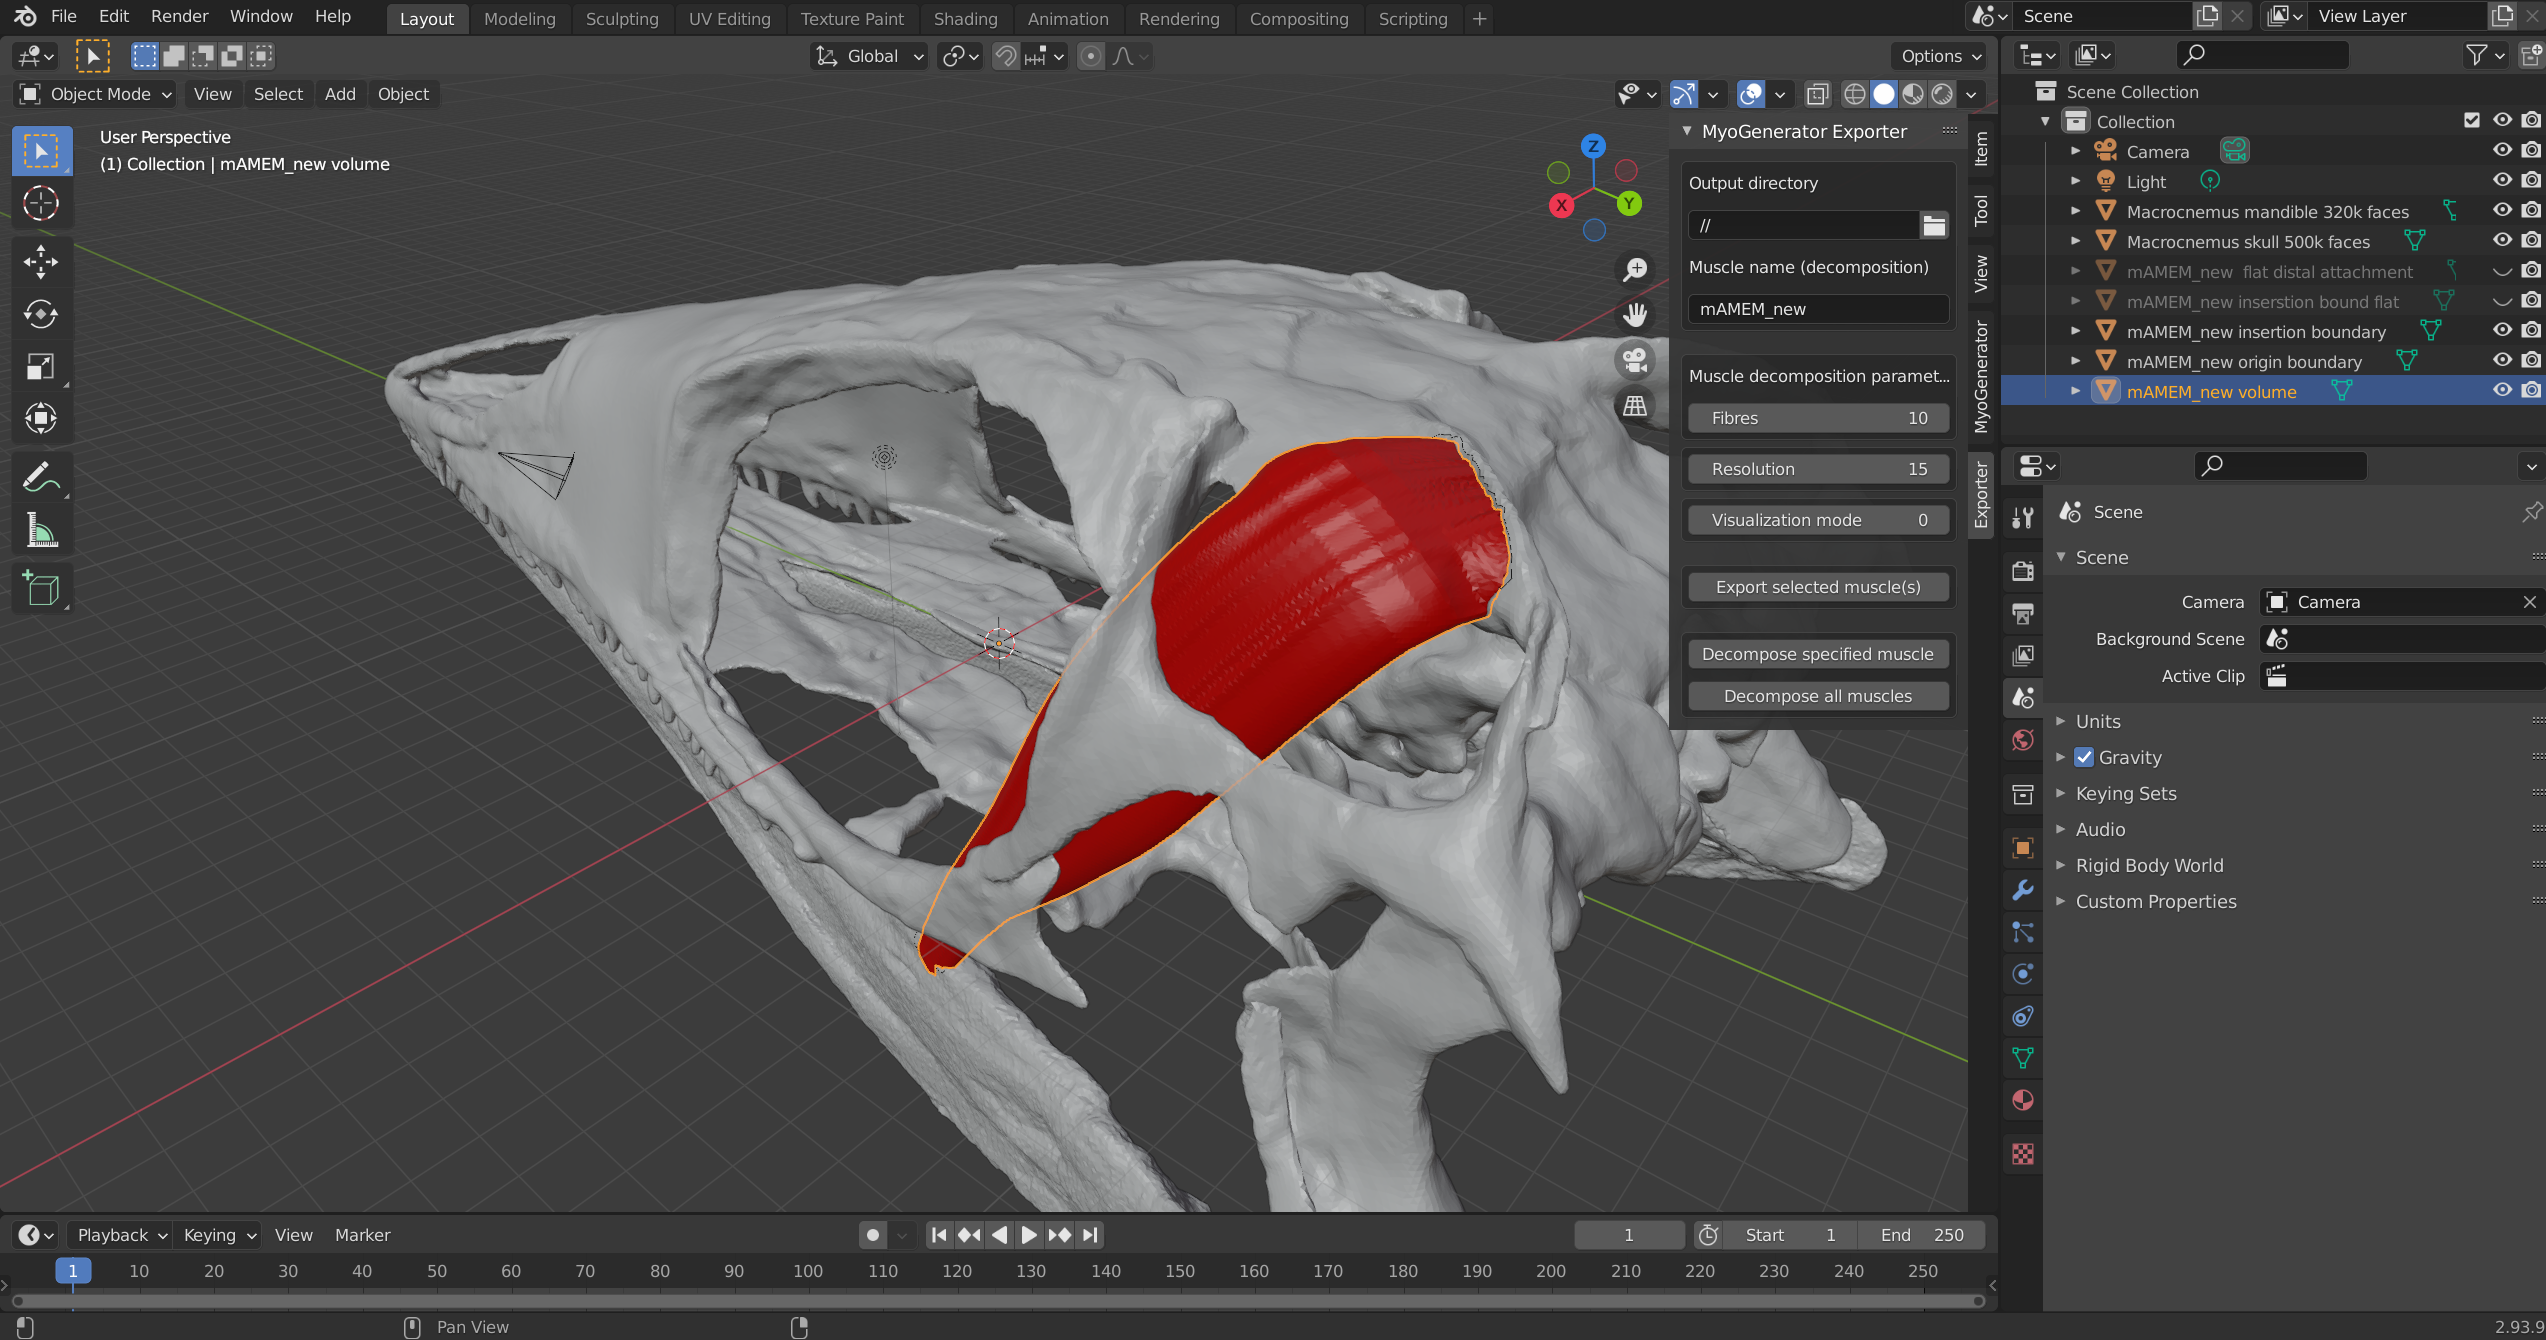 File Edit Render Window Help Layout Modeling Sculpting UV Editing Texture Paint Shading Animation Rendering Compositing Scripting + Scene View Layer
Global Options
Object Mode View Select Add Object
User Perspective
(1) Collection | mAMEM_new volume
Z
X
Y
MyoGenerator Exporter
Output directory
//
Muscle name (decomposition)
mAMEM_new
Muscle decomposition paramet...
Fibres 10
Resolution 15
Visualization mode 0
Export selected muscle(s)
Decompose specified muscle
Decompose all muscles
Item
Tool
View
MyoGenerator
Exporter
Scene Collection
Collection
Camera
Light
Macrocnemus mandible 320k faces
Macrocnemus skull 500k faces
mAMEM_new  flat distal attachment
mAMEM_new inserstion bound flat
mAMEM_new insertion boundary
mAMEM_new origin boundary
mAMEM_new volume
Scene
Scene
Camera Camera
Background Scene
Active Clip
Units
Gravity
Keying Sets
Audio
Rigid Body World
Custom Properties
Playback Keying View Marker 1 Start 1 End 250
1 10 20 30 40 50 60 70 80 90 100 110 120 130 140 150 160 170 180 190 200 210 220 230 240 250
Pan View 2.93.9